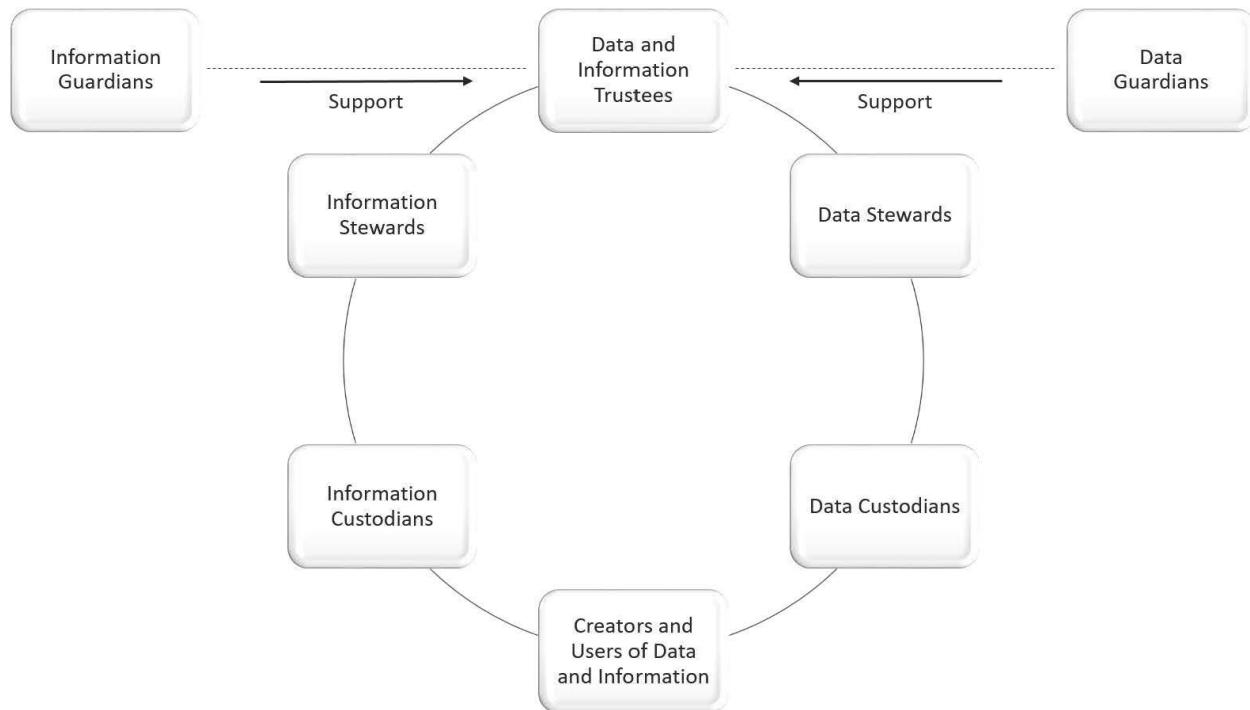 Information
Guardians
Support
Data and
Information
Trustees
Support
Data
Guardians
Information
Stewards
Data Stewards
Information
Custodians
Data Custodians
Creators and
Users of Data
and Information